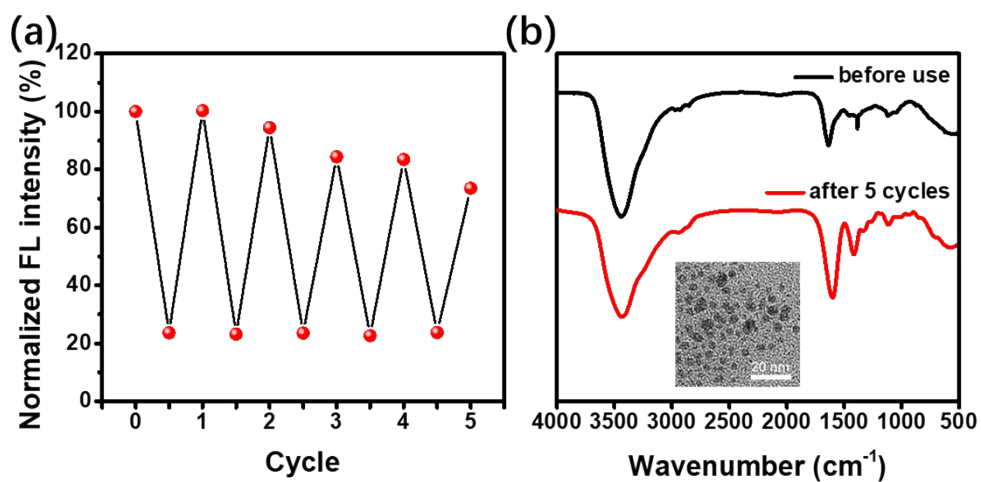 (a)
Normalized FL intensity (%)
120
100
80
60
40
20
0
0 1 2 3 4 5
Cycle
(b)
before use
after 5 cycles
20 nm
4000 3500 3000 2500 2000 1500 1000 500
Wavenumber (cm⁻¹)